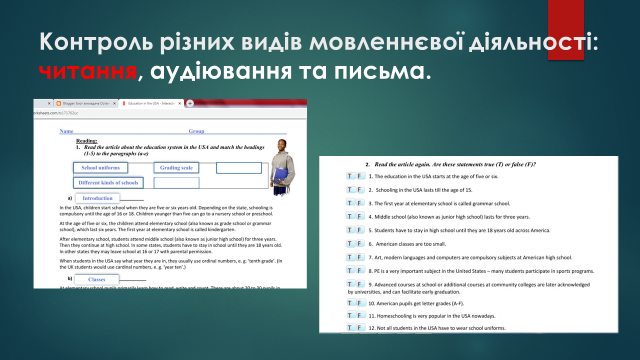 Контроль різних видів мовленнєвої діяльності:
читання, аудіювання та письма.
Education in the USA
Name Group
Reading:
1. Read the article about the education system in the USA and match the headings
(1-5) to the paragraphs (a-e)
School uniforms Grading scale
Different kinds of schools
a) Introduction
In the USA, children start school when they are five or six years old. Depending on the state, schooling is
compulsory until the age of 16 or 18. Children younger than five can go to a nursery school or preschool.
At the age of five or six, the children attend elementary school (also known as grade school or grammar
school), which last six years. The first year at elementary school is called kindergarten.
After elementary school, students attend middle school (also known as junior high school) for three years.
Then they continue at high school. In some states, students have to stay in school until they are 18 years old.
In other states they may leave school at 16 or 17 with parental permission.
When students in the USA say what year they are in, they usually use ordinal numbers, e. g. 'tenth grade'. (In
the UK students would use cardinal numbers, e. g. 'year ten'.)
b) Classes
2. Read the article again. Are these statements true (T) or false (F)?
T F 1. The education in the USA starts at the age of five or six.
T F 2. Schooling in the USA lasts till the age of 15.
T F 3. The first year at elementary school is called grammar school.
T F 4. Middle school (also known as junior high school) lasts for three years.
T F 5. Students have to stay in high school until they are 18 years old across America.
T F 6. American classes are too small.
T F 7. Art, modern languages and computers are compulsory subjects at American high school.
T F 8. PE is a very important subject in the United States – many students participate in sports programs.
T F 9. Advanced courses at school or additional courses at community colleges are later acknowledged
by universities, and can facilitate early graduation.
T F 10. American pupils get letter grades (A-F).
T F 11. Homeschooling is very popular in the USA nowadays.
T F 12. Not all students in the USA have to wear school uniforms.